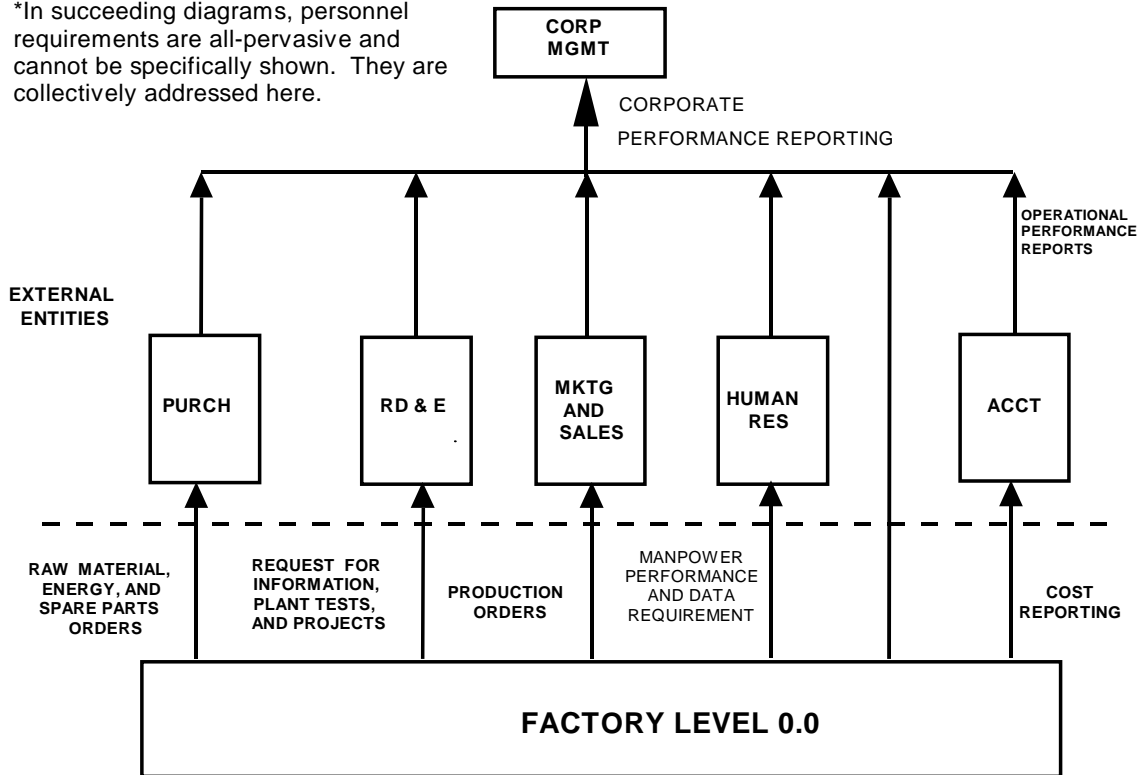 *In succeeding diagrams, personnel
requirements are all-pervasive and
cannot be specifically shown. They are
collectively addressed here.
CORP
MGMT
CORPORATE
PERFORMANCE REPORTING
OPERATIONAL
PERFORMANCE
REPORTS
EXTERNAL
ENTITIES
PURCH
RD & E
MKTG
AND
SALES
HUMAN
RES
ACCT
RAW MATERIAL,
ENERGY, AND
SPARE PARTS
ORDERS
REQUEST FOR
INFORMATION,
PLANT TESTS,
AND PROJECTS
PRODUCTION
ORDERS
MANPOWER
PERFORMANCE
AND DATA
REQUIREMENT
COST
REPORTING
FACTORY LEVEL 0.0